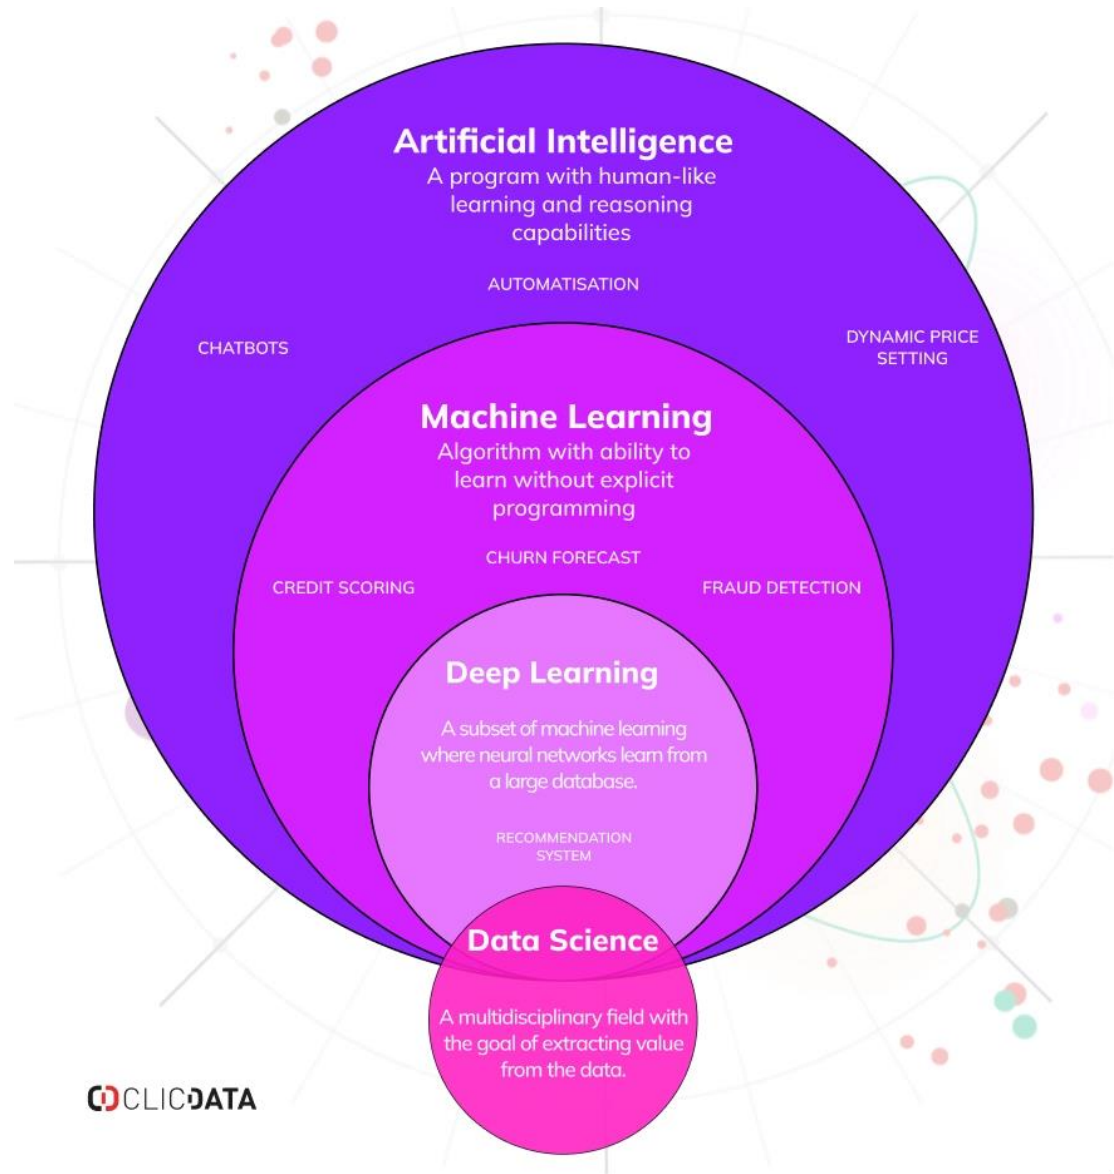 Artificial Intelligence
A program with human-like
learning and reasoning
capabilities
AUTOMATISATION
CHATBOTS
DYNAMIC PRICE
SETTING
Machine Learning
Algorithm with ability to
learn without explicit
programming
CHURN FORECAST
CREDIT SCORING
FRAUD DETECTION
Deep Learning
A subset of machine learning
where neural networks learn from
a large database.
RECOMMENDATION
SYSTEM
Data Science
A multidisciplinary field with
the goal of extracting value
from the data.
CLICDATA